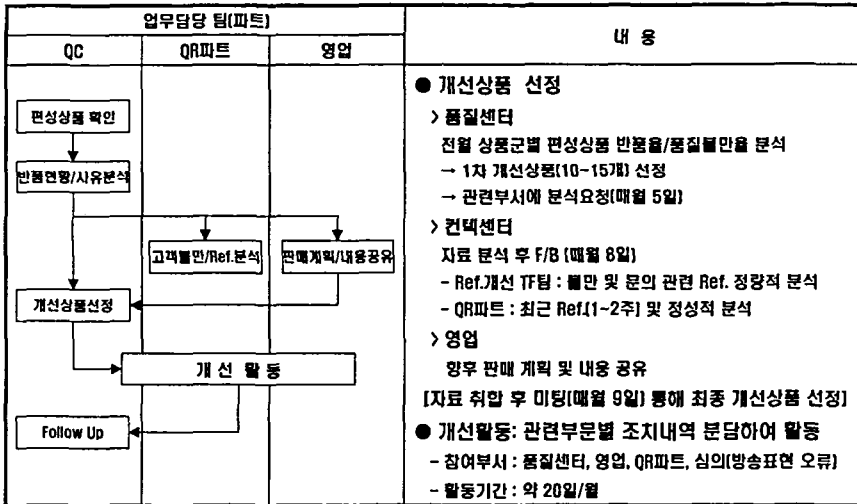 업무담당 팀(파트)
내 용
QC
QR파트
영업
편성상품 확인
반품현황/사유분석
고객불만/Ref.분석
판매계획/내용공유
개선상품선정
개 선 활 동
Follow Up
● 개선상품 선정
> 품질센터
전월 상품군별 편성상품 반품율/품질불만율 분석
→ 1차 개선상품(10~15개) 선정
→ 관련부서에 분석요청(매월 5일)
> 컨텍센터
자료 분석 후 F/B (매월 8일)
- Ref.개선 TF팀 : 불만 및 문의 관련 Ref. 정량적 분석
- QR파트 : 최근 Ref.(1~2주) 및 정성적 분석
> 영업
향후 판매 계획 및 내용 공유
[자료 취합 후 미팅(매월 9일) 통해 최종 개선상품 선정]
● 개선활동: 관련부문별 조치내역 분담하여 활동
- 참여부서 : 품질센터, 영업, QR파트, 심의(방송표현 오류)
- 활동기간 : 약 20일/월